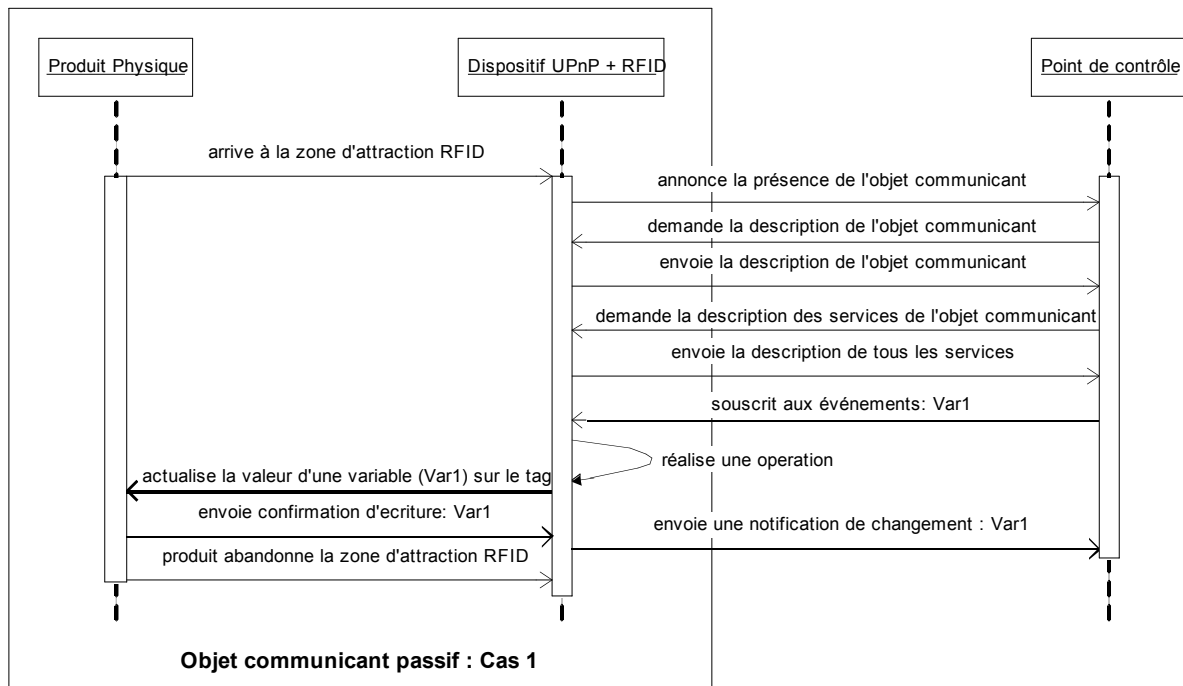 Produit Physique
Dispositif UPnP + RFID
Point de contrôle
arrive à la zone d'attraction RFID
annonce la présence de l'objet communicant
demande la description de l'objet communicant
envoie la description de l'objet communicant
demande la description des services de l'objet communicant
envoie la description de tous les services
souscrit aux événements: Var1
réalise une operation
actualise la valeur d'une variable (Var1) sur le tag
envoie confirmation d'ecriture: Var1
envoie une notification de changement : Var1
produit abandonne la zone d'attraction RFID
Objet communicant passif : Cas 1